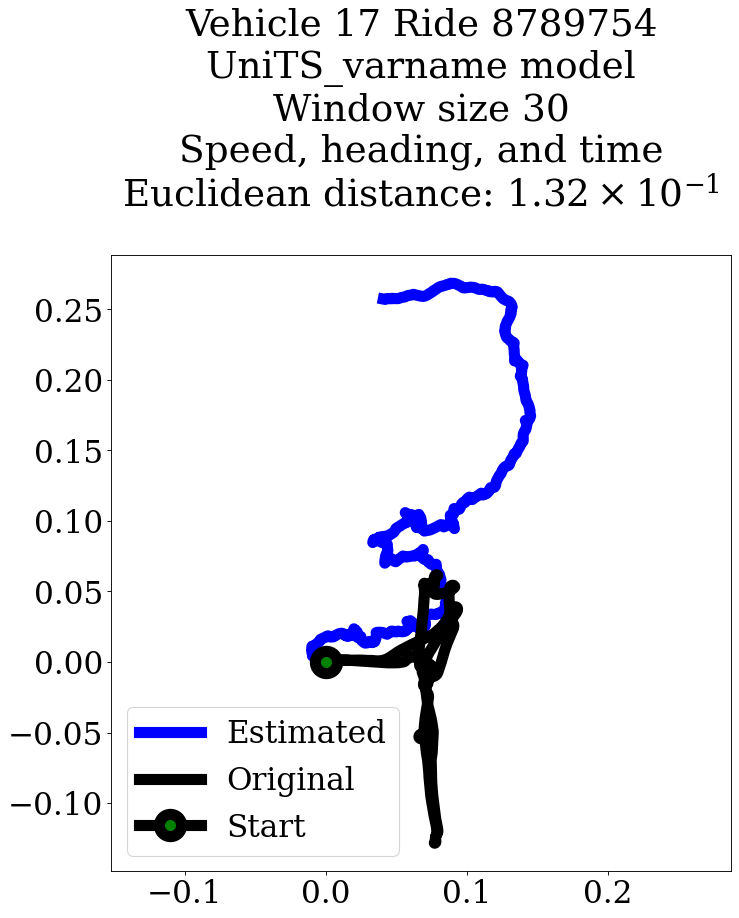 Vehicle 17 Ride 8789754
UniTS_varname model
Window size 30
Speed, heading, and time
Euclidean distance: 1.32 × 10⁻¹
0.25
0.20
0.15
0.10
0.05
0.00
−0.05
−0.10
Estimated
Original
Start
−0.1 0.0 0.1 0.2